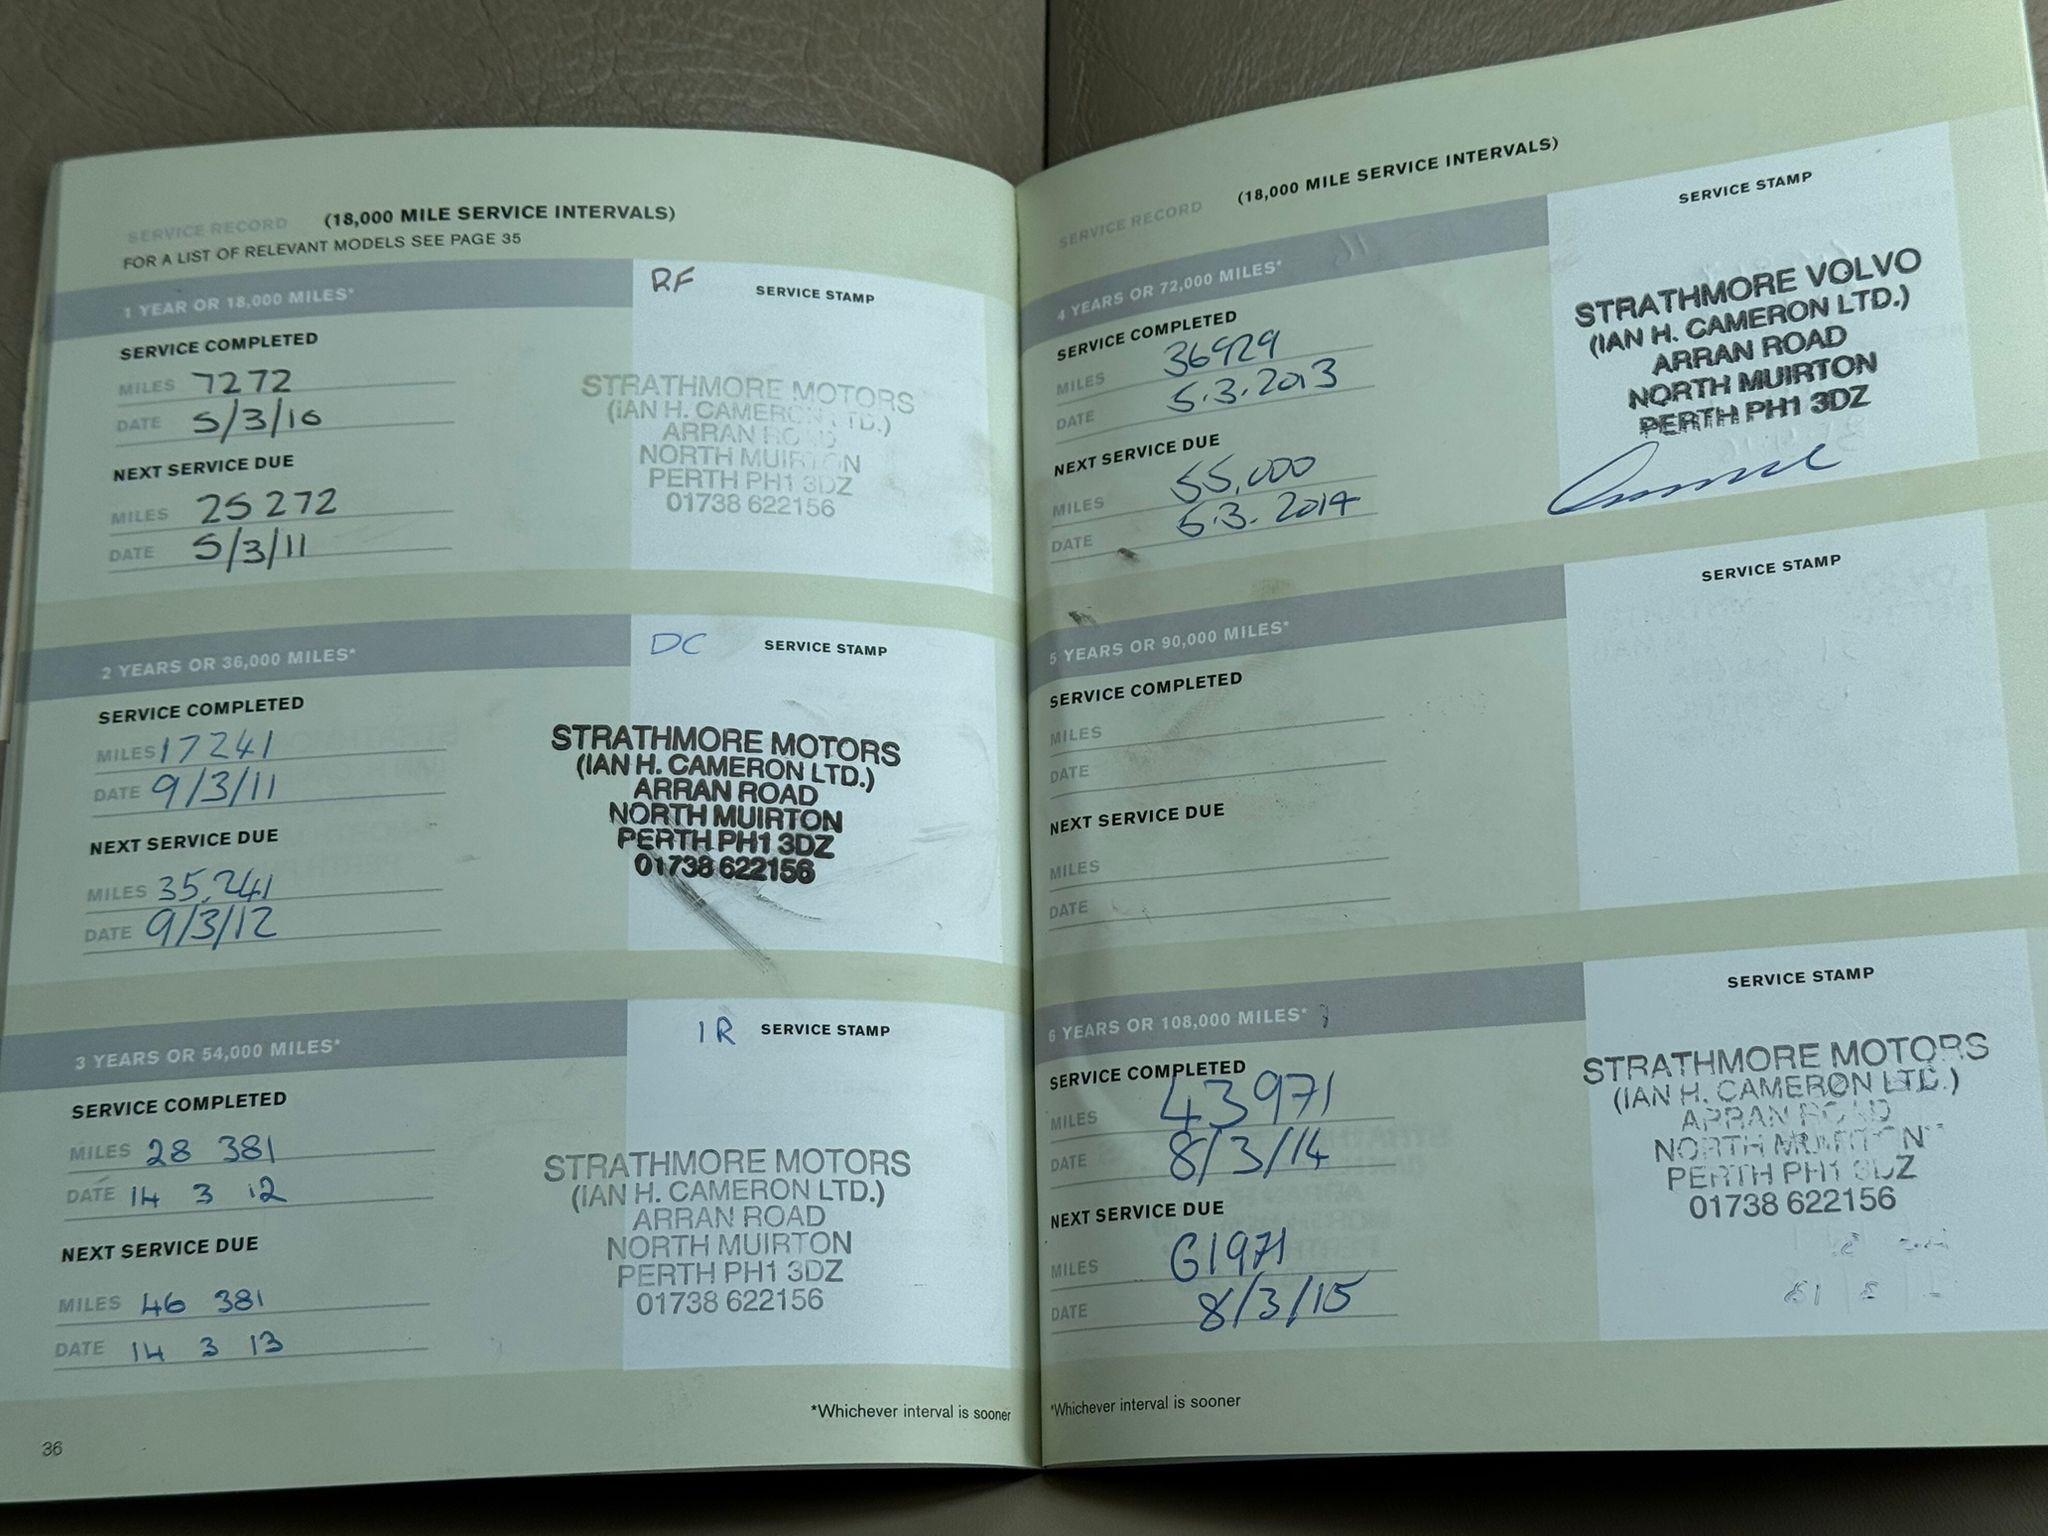 SERVICE RECORD (18,000 MILE SERVICE INTERVALS)
FOR A LIST OF RELEVANT MODELS SEE PAGE 35
1 YEAR OR 18,000 MILES*
RF SERVICE STAMP
SERVICE COMPLETED
MILES 7272
DATE 5/3/10
NEXT SERVICE DUE
MILES 25 272
DATE 5/3/11
STRATHMORE MOTORS
(IAN H. CAMERON LTD.)
ARRAN ROAD
NORTH MUIRTON
PERTH PH1 3DZ
01738 622156
2 YEARS OR 36,000 MILES*
DC SERVICE STAMP
SERVICE COMPLETED
MILES 17241
DATE 9/3/11
NEXT SERVICE DUE
MILES 35,241
DATE 9/3/12
STRATHMORE MOTORS
(IAN H. CAMERON LTD.)
ARRAN ROAD
NORTH MUIRTON
PERTH PH1 3DZ
01738 622156
3 YEARS OR 54,000 MILES*
IR SERVICE STAMP
SERVICE COMPLETED
MILES 28 381
DATE 14 3 12
NEXT SERVICE DUE
MILES 46 381
DATE 14 3 13
STRATHMORE MOTORS
(IAN H. CAMERON LTD.)
ARRAN ROAD
NORTH MUIRTON
PERTH PH1 3DZ
01738 622156
*Whichever interval is sooner
36
SERVICE RECORD (18,000 MILE SERVICE INTERVALS)
4 YEARS OR 72,000 MILES*
SERVICE STAMP
SERVICE COMPLETED
MILES 36929
DATE 5.3.2013
NEXT SERVICE DUE
MILES 55,000
DATE 5.3.2014
STRATHMORE VOLVO
(IAN H. CAMERON LTD.)
ARRAN ROAD
NORTH MUIRTON
PERTH PH1 3DZ
5 YEARS OR 90,000 MILES*
SERVICE STAMP
SERVICE COMPLETED
MILES
DATE
NEXT SERVICE DUE
MILES
DATE
6 YEARS OR 108,000 MILES*
SERVICE STAMP
SERVICE COMPLETED
MILES 43971
DATE 8/3/14
NEXT SERVICE DUE
MILES 61971
DATE 8/3/15
STRATHMORE MOTORS
(IAN H. CAMERON LTD.)
ARRAN ROAD
NORTH MUIRTON
PERTH PH1 3DZ
01738 622156
*Whichever interval is sooner